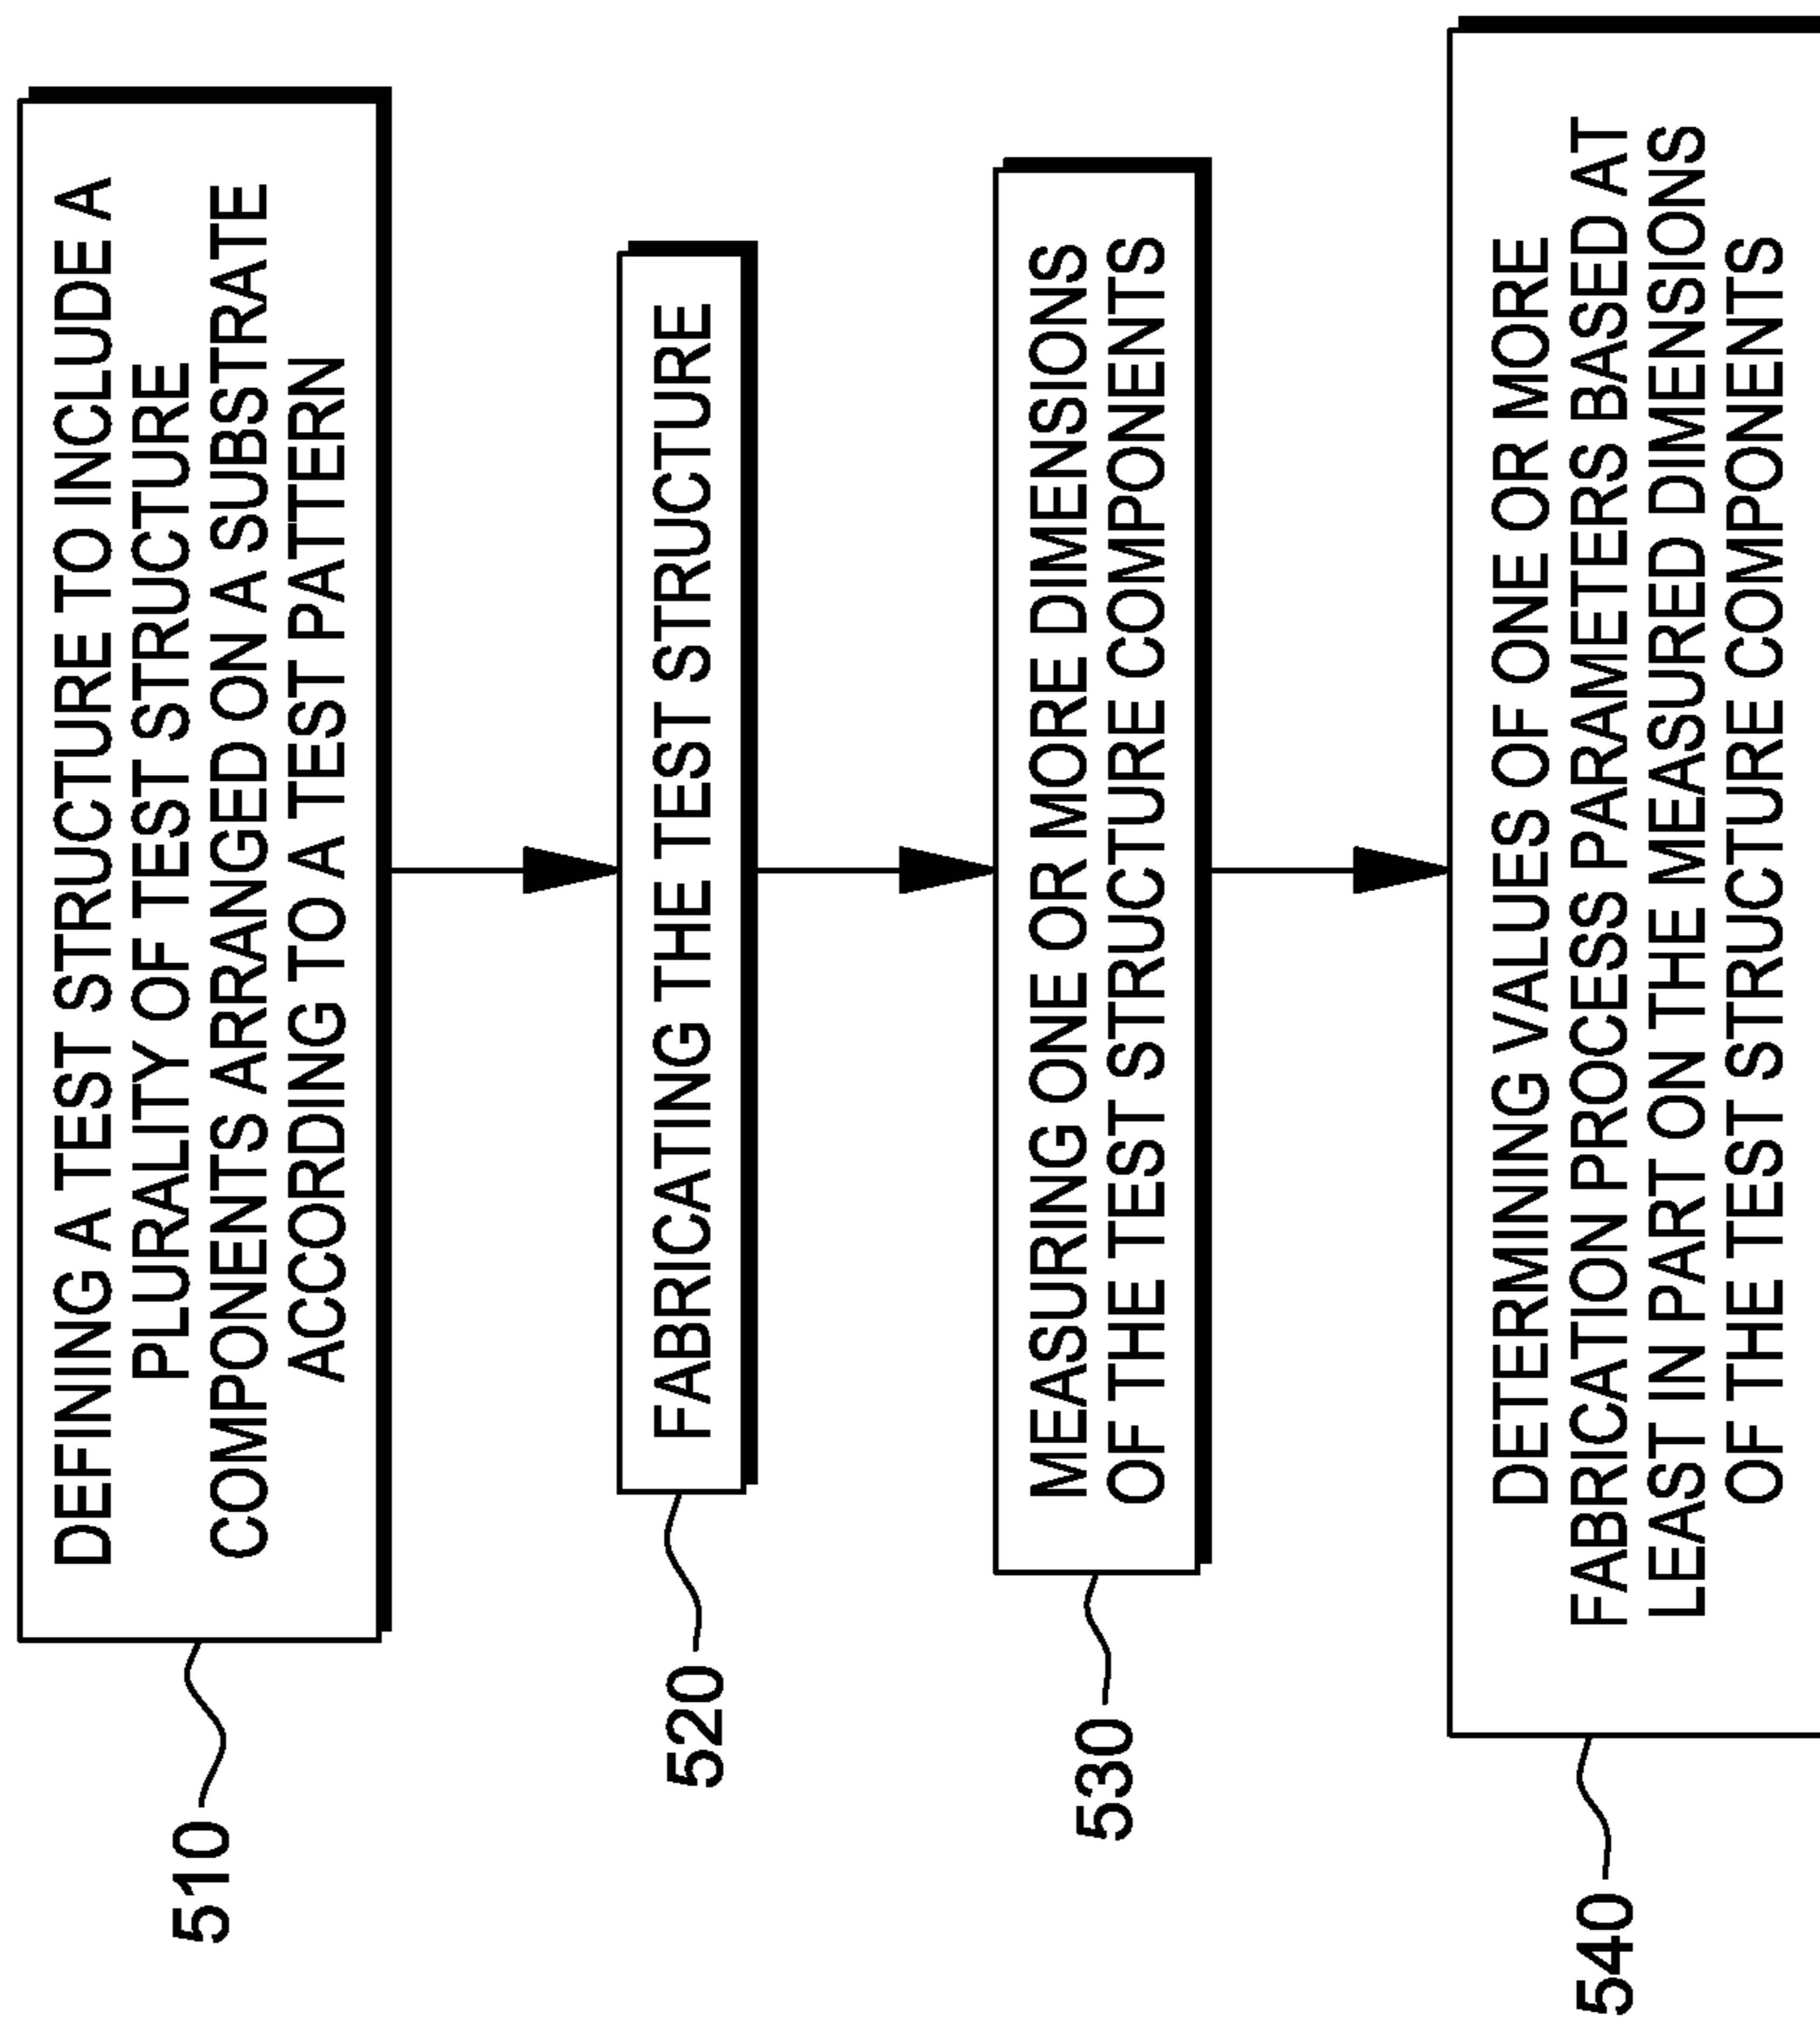 DEFINING A TEST STRUCTURE TO INCLUDE A
PLURALITY OF TEST STRUCTURE
COMPONENTS ARRANGED ON A SUBSTRATE
ACCORDING TO A TEST PATTERN
510
FABRICATING THE TEST STRUCTURE
520
MEASURING ONE OR MORE DIMENSIONS
OF THE TEST STRUCTURE COMPONENTS
530
DETERMINING VALUES OF ONE OR MORE
FABRICATION PROCESS PARAMETERS BASED AT
LEAST IN PART ON THE MEASURED DIMENSIONS
OF THE TEST STRUCTURE COMPONENTS
540